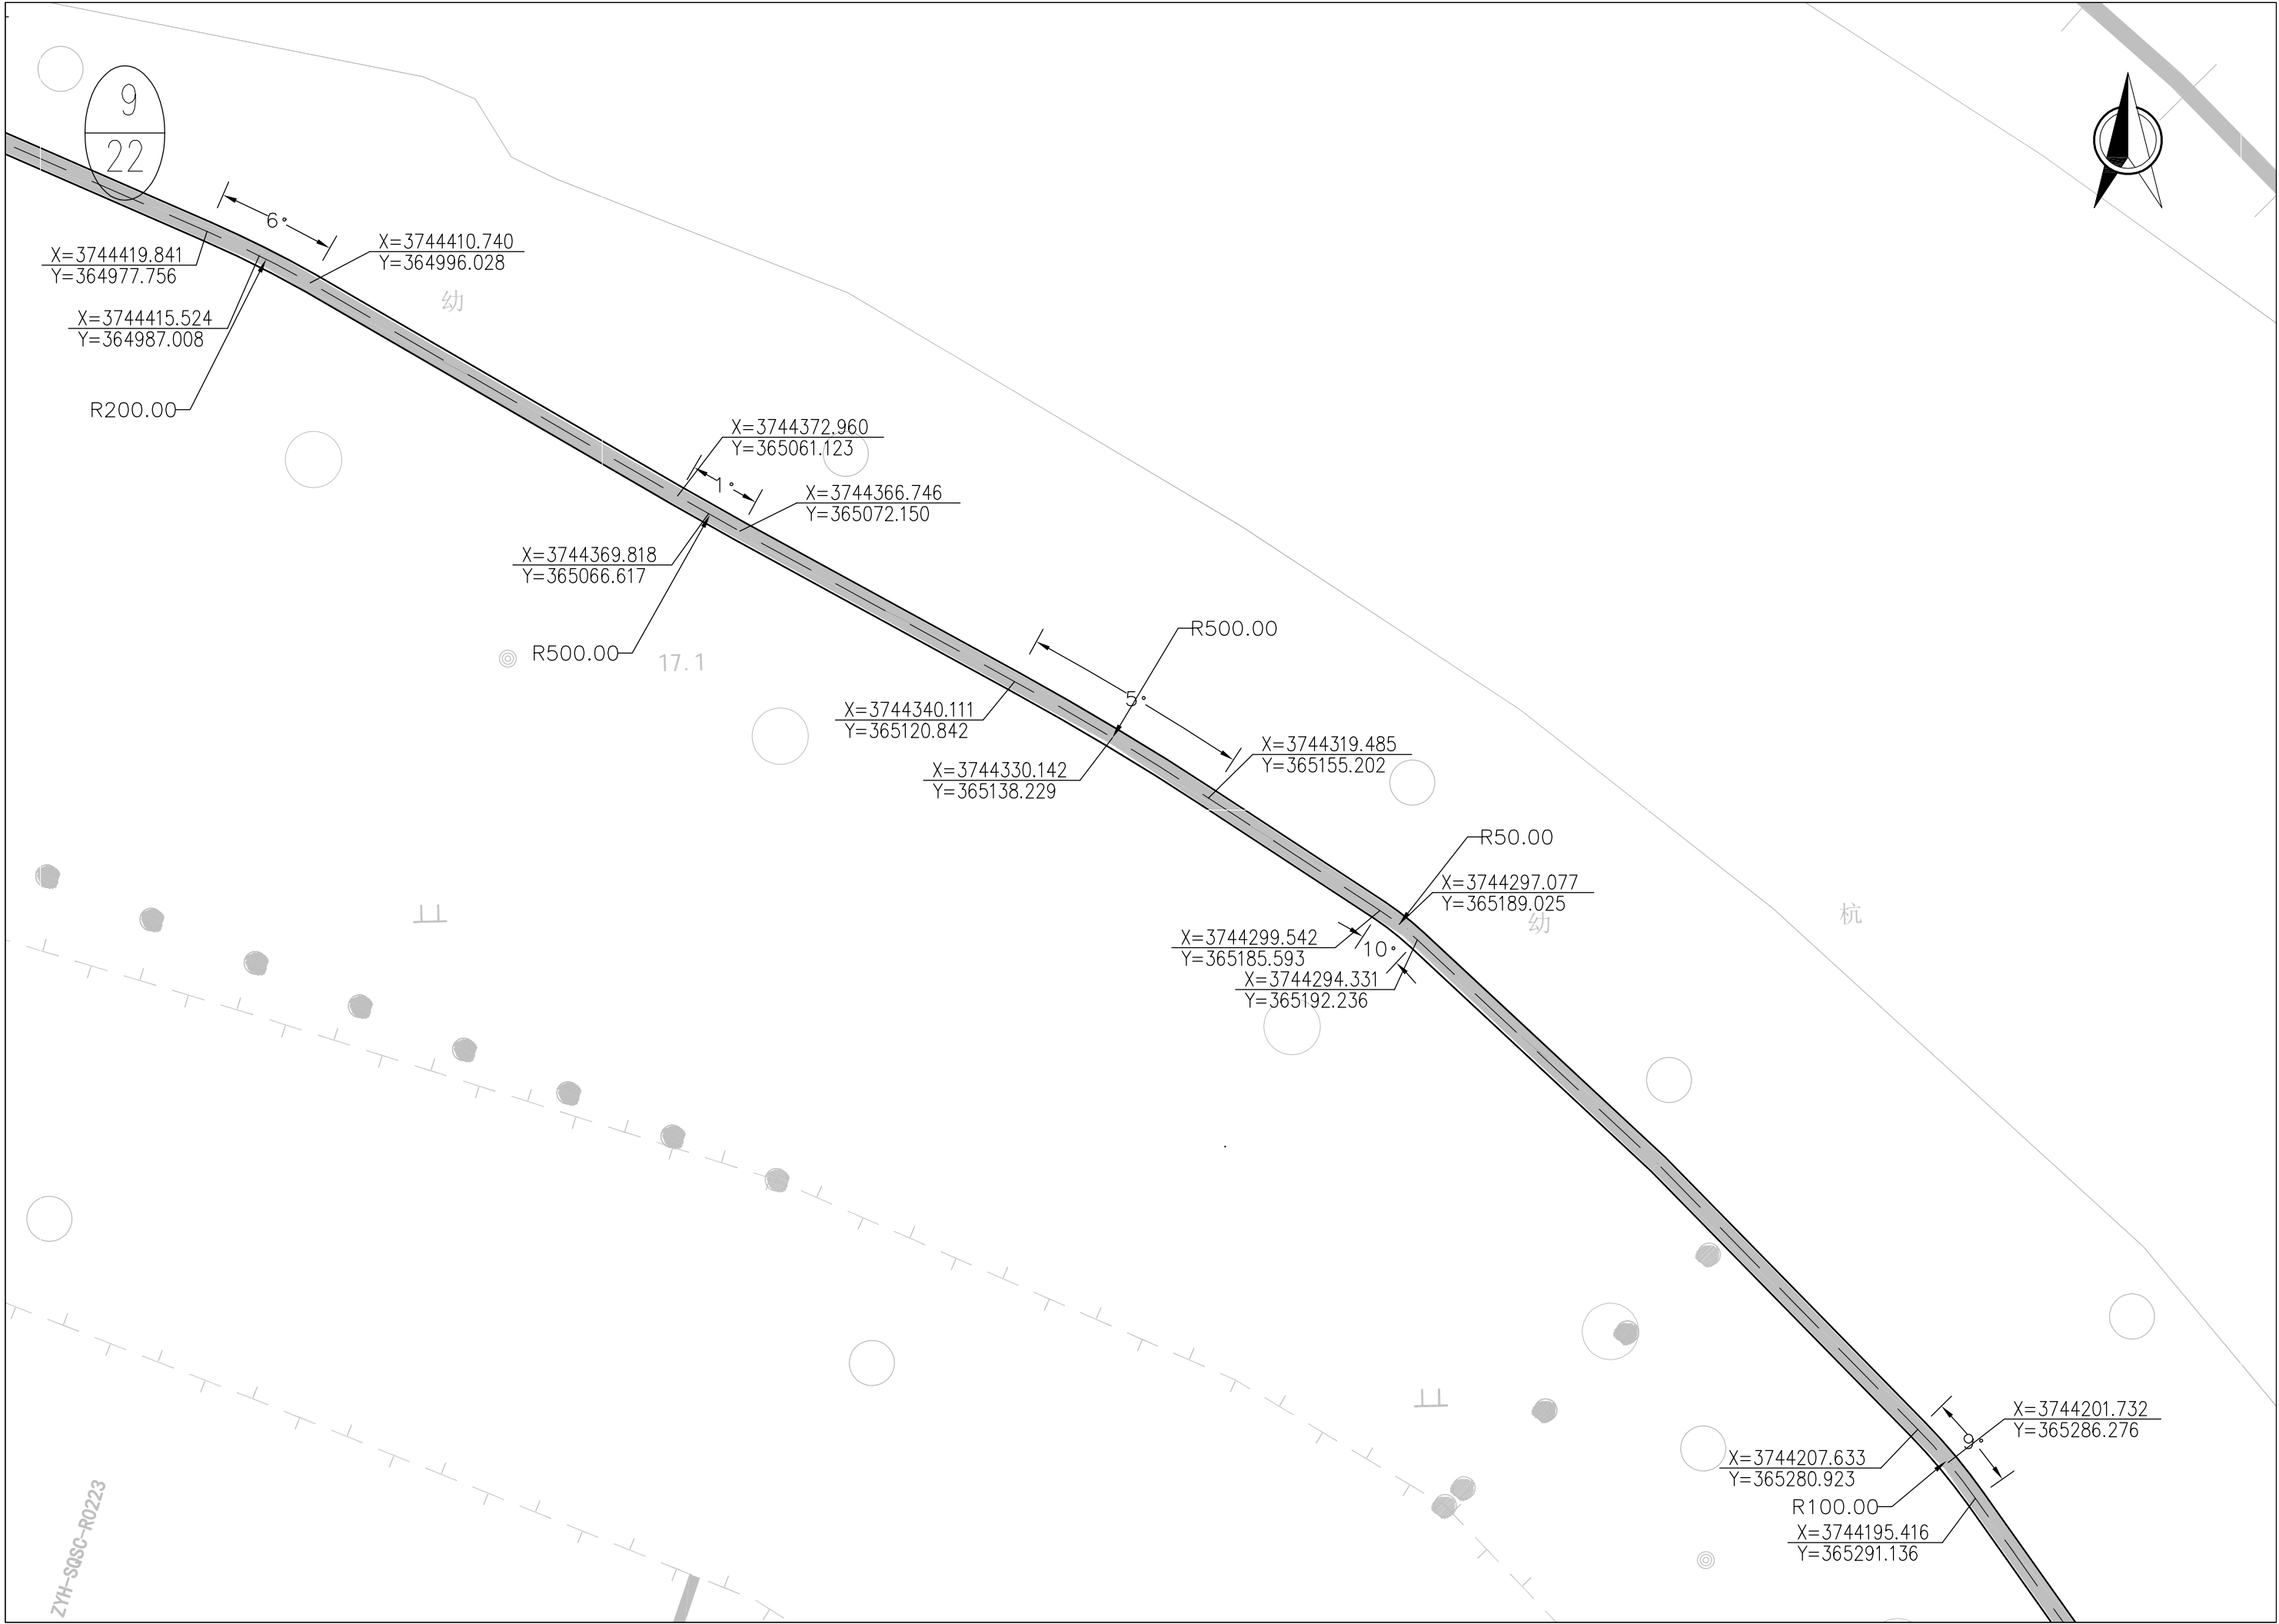 9
22
6°
X=3744410.740
Y=364996.028
X=3744419.841
Y=364977.756
幼
X=3744415.524
Y=364987.008
R200.00
X=3744372.960
Y=365061.123
1°
X=3744366.746
Y=365072.150
X=3744369.818
Y=365066.617
R500.00
17.1
R500.00
5°
X=3744340.111
Y=365120.842
X=3744319.485
Y=365155.202
X=3744330.142
Y=365138.229
R50.00
X=3744297.077
Y=365189.025
幼
杭
X=3744299.542
Y=365185.593
10°
X=3744294.331
Y=365192.236
X=3744201.732
Y=365286.276
9°
X=3744207.633
Y=365280.923
R100.00
X=3744195.416
Y=365291.136
ZYH-SQSC-R0223